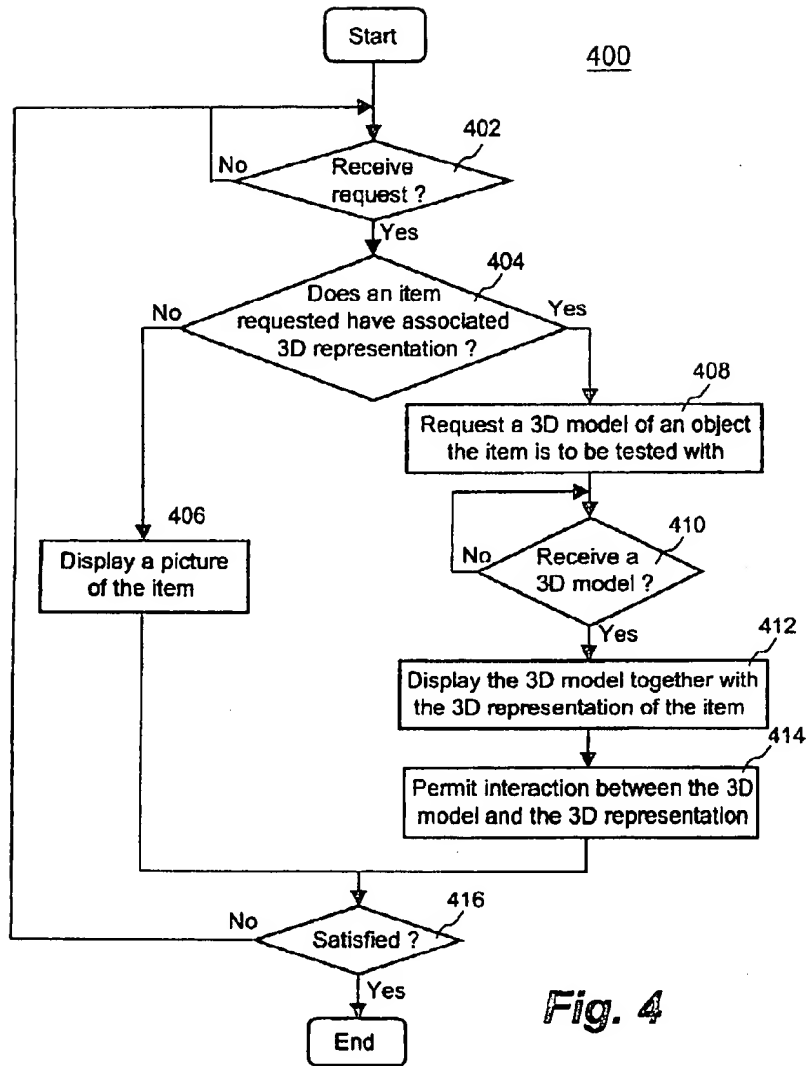 Start
400
402
No
Receive
request ?
Yes
404
No
Does an item
requested have associated
3D representation ?
Yes
408
Request a 3D model of an object
the item is to be tested with
406
Display a picture
of the item
410
No
Receive a
3D model ?
Yes
412
Display the 3D model together with
the 3D representation of the item
414
Permit interaction between the 3D
model and the 3D representation
416
No
Satisfied ?
Yes
End
Fig. 4